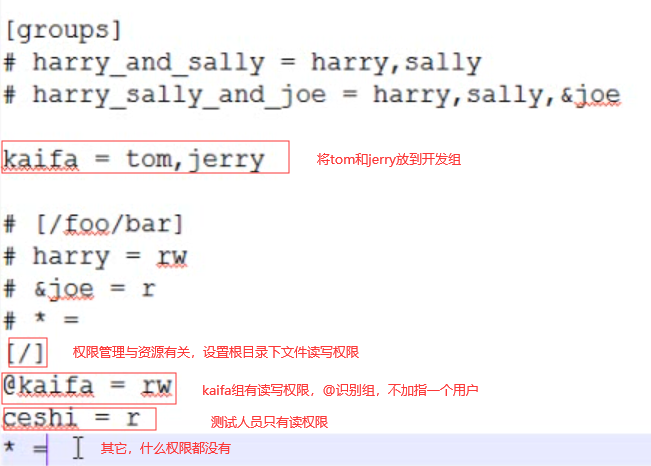 [groups]
# harry_and_sally = harry,sally
# harry_sally_and_joe = harry,sally,&joe
kaifa = tom,jerry 将tom和jerry放到开发组
# [/foo/bar]
# harry = rw
# &joe = r
# * =
[/] 权限管理与资源有关，设置根目录下文件读写权限
@kaifa = rw kaifa组有读写权限，@识别组，不加指一个用户
ceshi = r 测试人员只有读权限
* = 其它，什么权限都没有